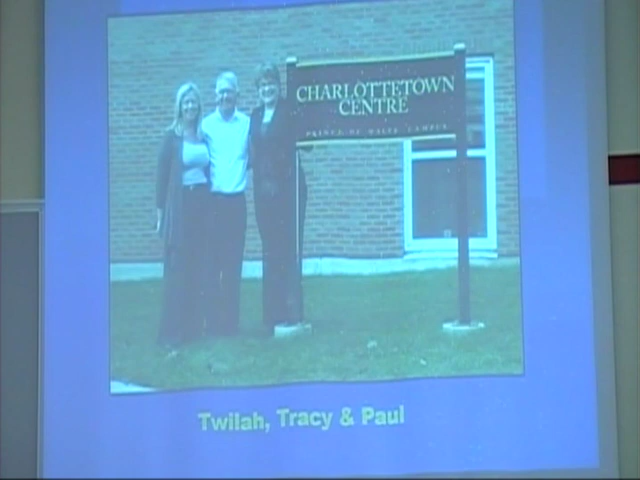 CHARLOTTETOWN
CENTRE
PRINCE OF WALES CAMPUS
Twilah, Tracy & Paul